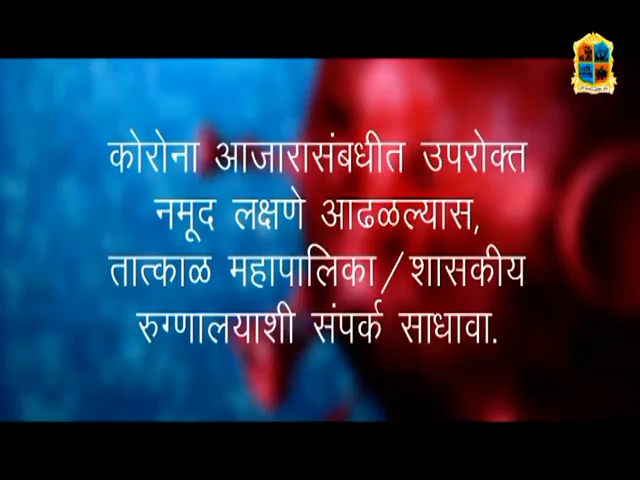 कोरोना आजारासंबधीत उपरोक्त
नमूद लक्षणे आढळल्यास,
तात्काळ महापालिका/शासकीय
रुग्णालयाशी संपर्क साधावा.